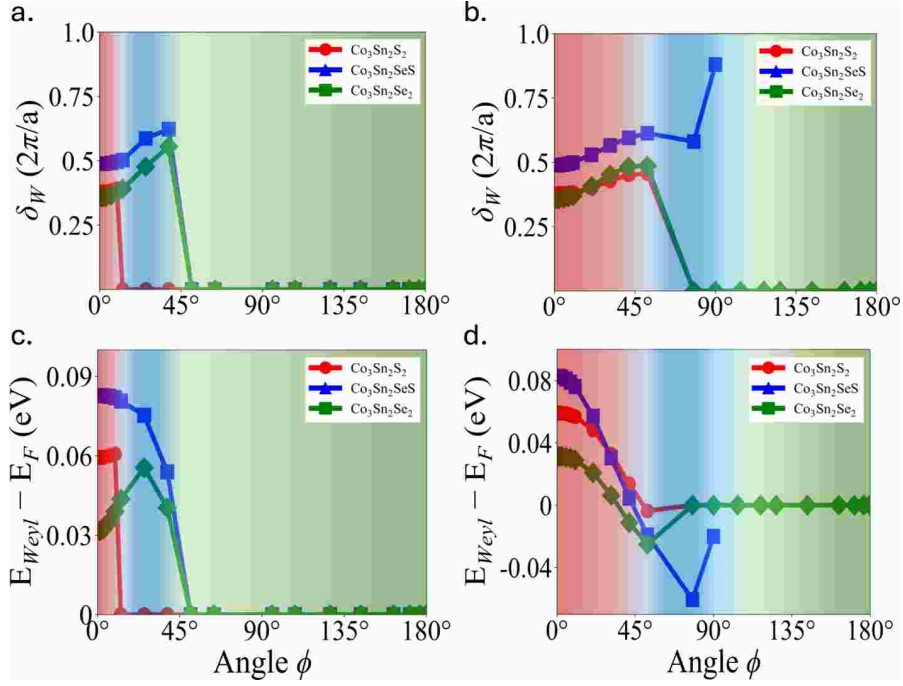 a.
1.0
0.75
0.5
0.25
δ_W (2π/a)
0° 45° 90° 135° 180°
Co₃Sn₂S₂
Co₃Sn₂SeS
Co₃Sn₂Se₂
b.
1.0
0.75
0.5
0.25
δ_W (2π/a)
0° 45° 90° 135° 180°
Co₃Sn₂S₂
Co₃Sn₂SeS
Co₃Sn₂Se₂
c.
0.09
0.06
0.03
0
E_Weyl − E_F (eV)
0° 45° 90° 135° 180°
Angle ϕ
Co₃Sn₂S₂
Co₃Sn₂SeS
Co₃Sn₂Se₂
d.
0.08
0.04
0
-0.04
E_Weyl − E_F (eV)
0° 45° 90° 135° 180°
Angle ϕ
Co₃Sn₂S₂
Co₃Sn₂SeS
Co₃Sn₂Se₂